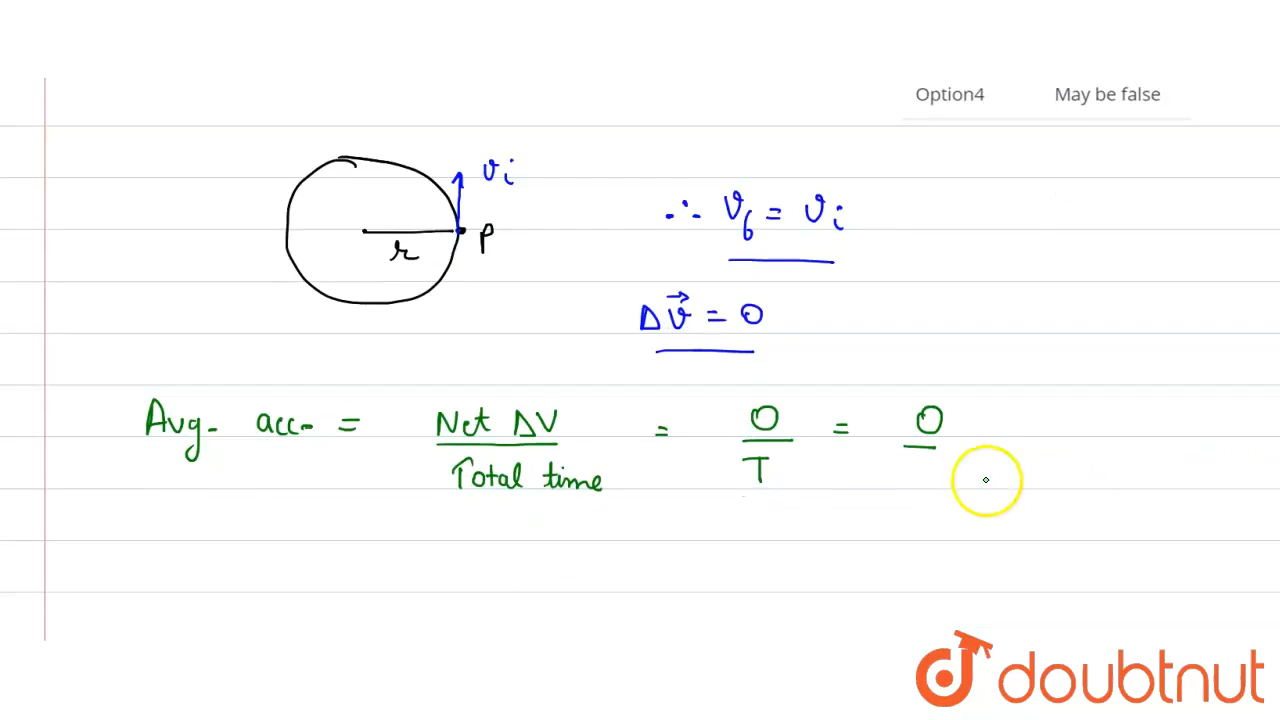 Option4 May be false
vi
r
P
∴ Vf = vi
Δv⃗ = 0
Avg. acc. = Net ΔV / Total time = 0 / T = 0
doubtnut